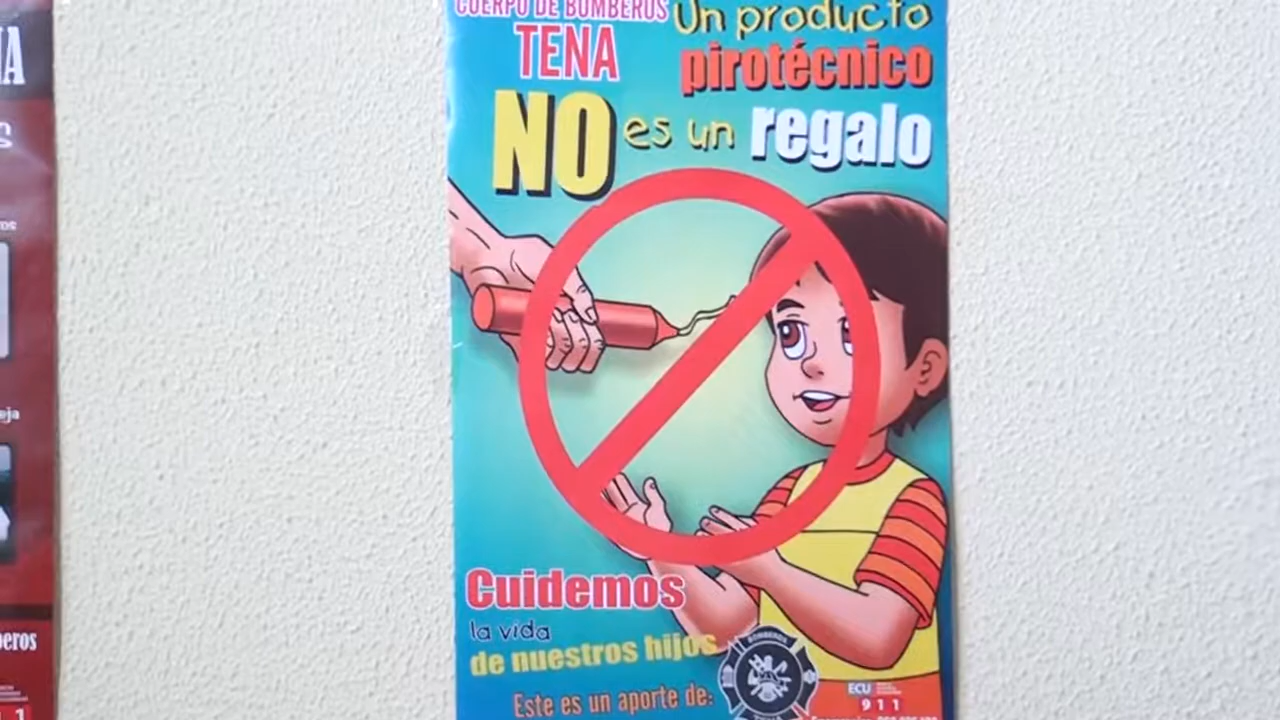 CUERPO DE BOMBEROS
TENA
Un producto
pirotécnico
NO es un regalo
Cuidemos
la vida
de nuestros hijos
Este es un aporte de:
BOMBEROS
ECU
911